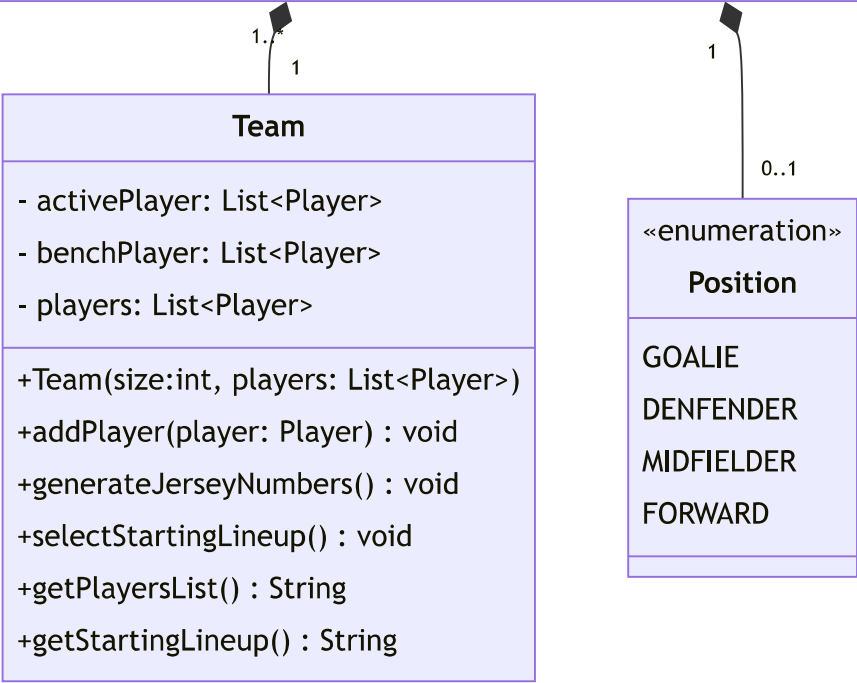 1..*
1
1
0..1
Team
- activePlayer: List<Player>
- benchPlayer: List<Player>
- players: List<Player>
+Team(size:int, players: List<Player>)
+addPlayer(player: Player) : void
+generateJerseyNumbers() : void
+selectStartingLineup() : void
+getPlayersList() : String
+getStartingLineup() : String
«enumeration»
Position
GOALIE
DENFENDER
MIDFIELDER
FORWARD